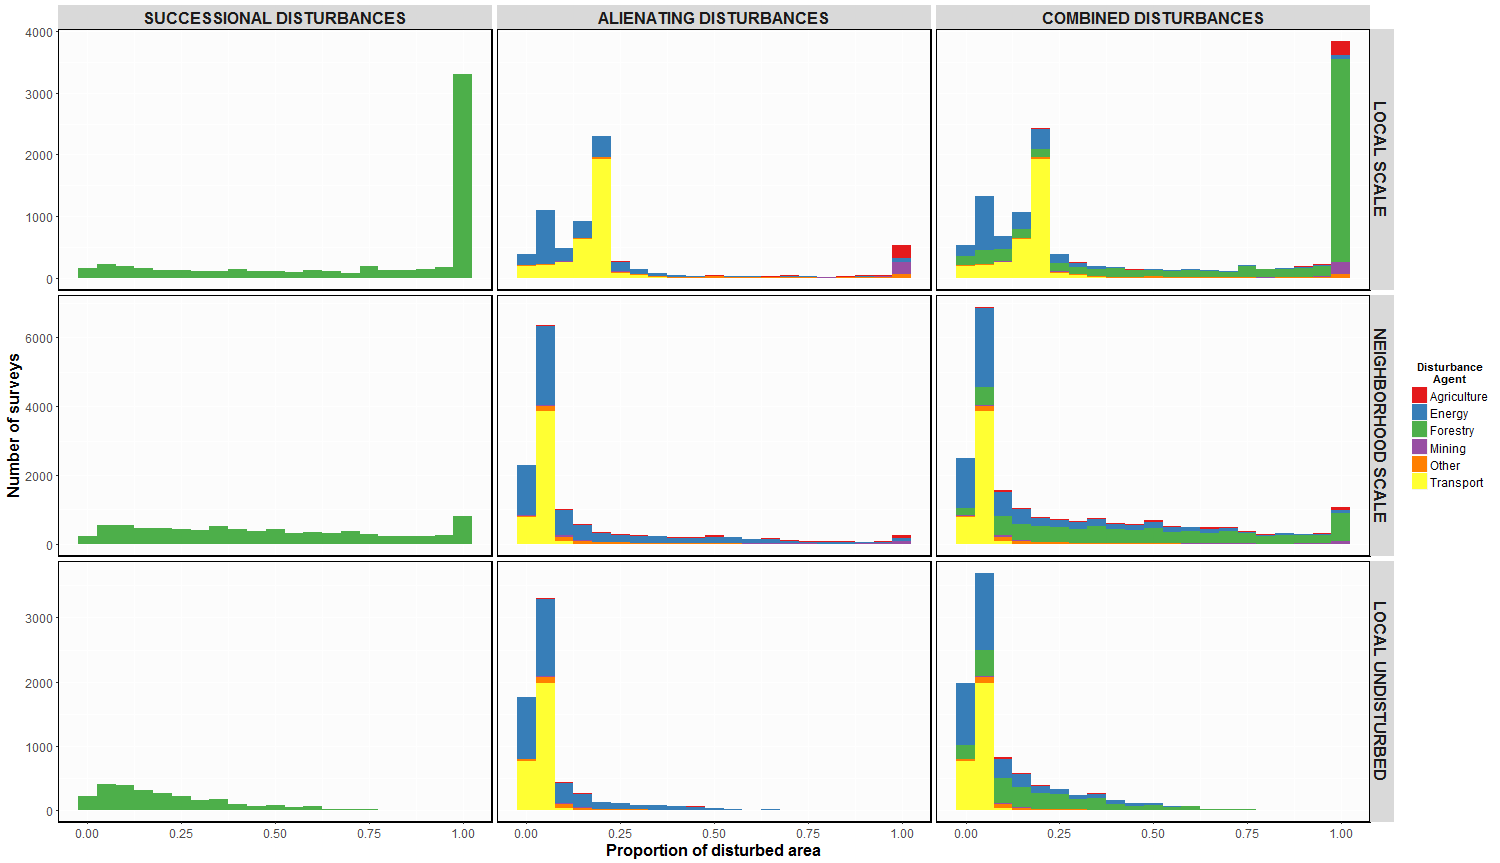 SUCCESSIONAL DISTURBANCES
ALIENATING DISTURBANCES
COMBINED DISTURBANCES
4000
3000
2000
1000
0
LOCAL SCALE
6000
4000
2000
0
NEIGHBORHOOD SCALE
3000
2000
1000
0
LOCAL UNDISTURBED
Number of surveys
0.00 0.25 0.50 0.75 1.00
0.00 0.25 0.50 0.75 1.00
0.00 0.25 0.50 0.75 1.00
Proportion of disturbed area
Disturbance
Agent
Agriculture
Energy
Forestry
Mining
Other
Transport